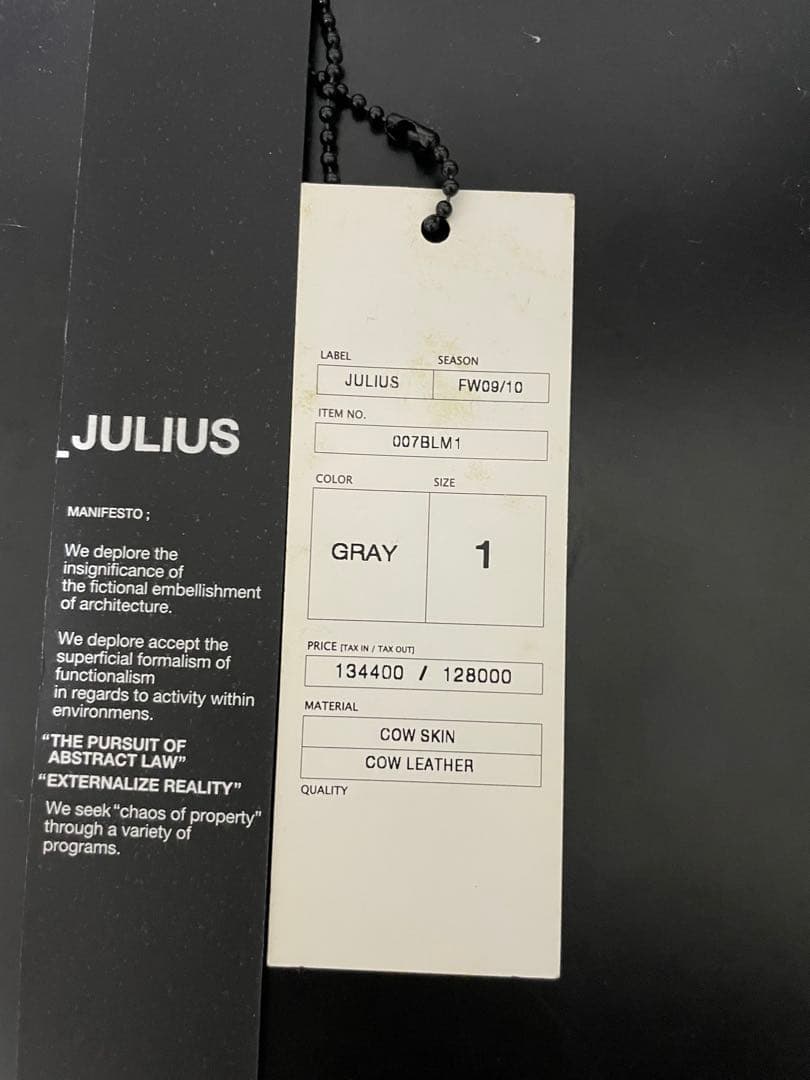 _JULIUS
MANIFESTO ;
We deplore the
insignificance of
the fictional embellishment
of architecture.
We deplore accept the
superficial formalism of
functionalism
in regards to activity within
environmens.
“THE PURSUIT OF
ABSTRACT LAW”
“EXTERNALIZE REALITY”
We seek “chaos of property”
through a variety of
programs.
LABEL SEASON
JULIUS FW09/10
ITEM NO.
007BLM1
COLOR SIZE
GRAY 1
PRICE [TAX IN / TAX OUT]
134400 / 128000
MATERIAL
COW SKIN
COW LEATHER
QUALITY